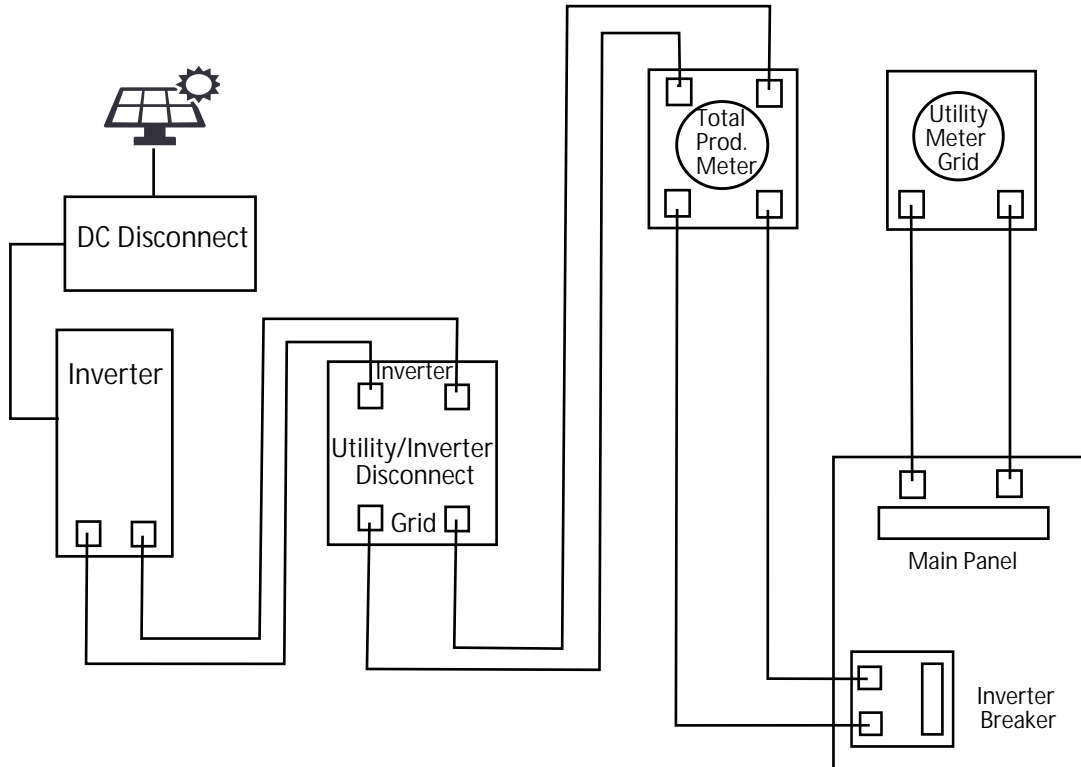 Total
Prod.
Meter
Utility
Meter
Grid
DC Disconnect
Inverter
Inverter
Utility/Inverter
Disconnect
Grid
Main Panel
Inverter
Breaker